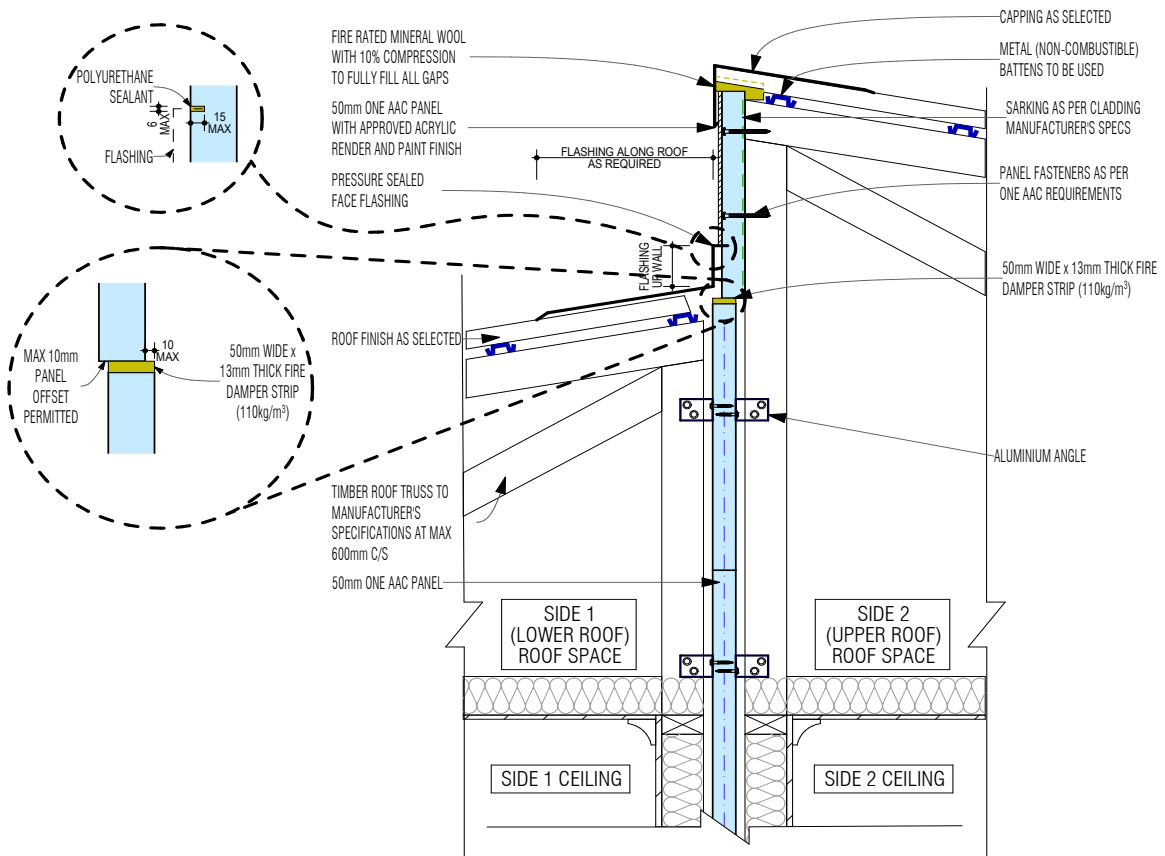 CAPPING AS SELECTED
FIRE RATED MINERAL WOOL
WITH 10% COMPRESSION
TO FULLY FILL ALL GAPS
METAL (NON-COMBUSTIBLE)
BATTENS TO BE USED
POLYURETHANE
SEALANT
6
MAX
15
MAX
FLASHING
50mm ONE AAC PANEL
WITH APPROVED ACRYLIC
RENDER AND PAINT FINISH
SARKING AS PER CLADDING
MANUFACTURER'S SPECS
FLASHING ALONG ROOF
AS REQUIRED
PRESSURE SEALED
FACE FLASHING
PANEL FASTENERS AS PER
ONE AAC REQUIREMENTS
FLASHING
UP WALL
50mm WIDE x 13mm THICK FIRE
DAMPER STRIP (110kg/m³)
ROOF FINISH AS SELECTED
10
MAX
MAX 10mm
PANEL
OFFSET
PERMITTED
50mm WIDE x
13mm THICK FIRE
DAMPER STRIP
(110kg/m³)
ALUMINIUM ANGLE
TIMBER ROOF TRUSS TO
MANUFACTURER'S
SPECIFICATIONS AT MAX
600mm C/S
50mm ONE AAC PANEL
SIDE 1
(LOWER ROOF)
ROOF SPACE
SIDE 2
(UPPER ROOF)
ROOF SPACE
SIDE 1 CEILING
SIDE 2 CEILING